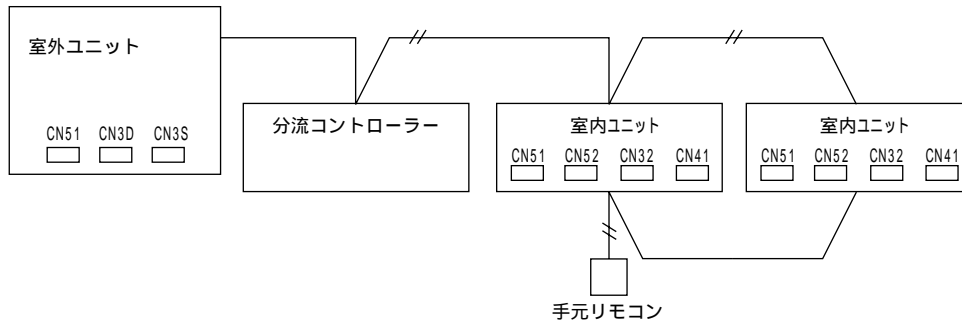 室外ユニット
CN51 CN3D CN3S
分流コントローラー
室内ユニット
CN51 CN52 CN32 CN41
室内ユニット
CN51 CN52 CN32 CN41
手元リモコン